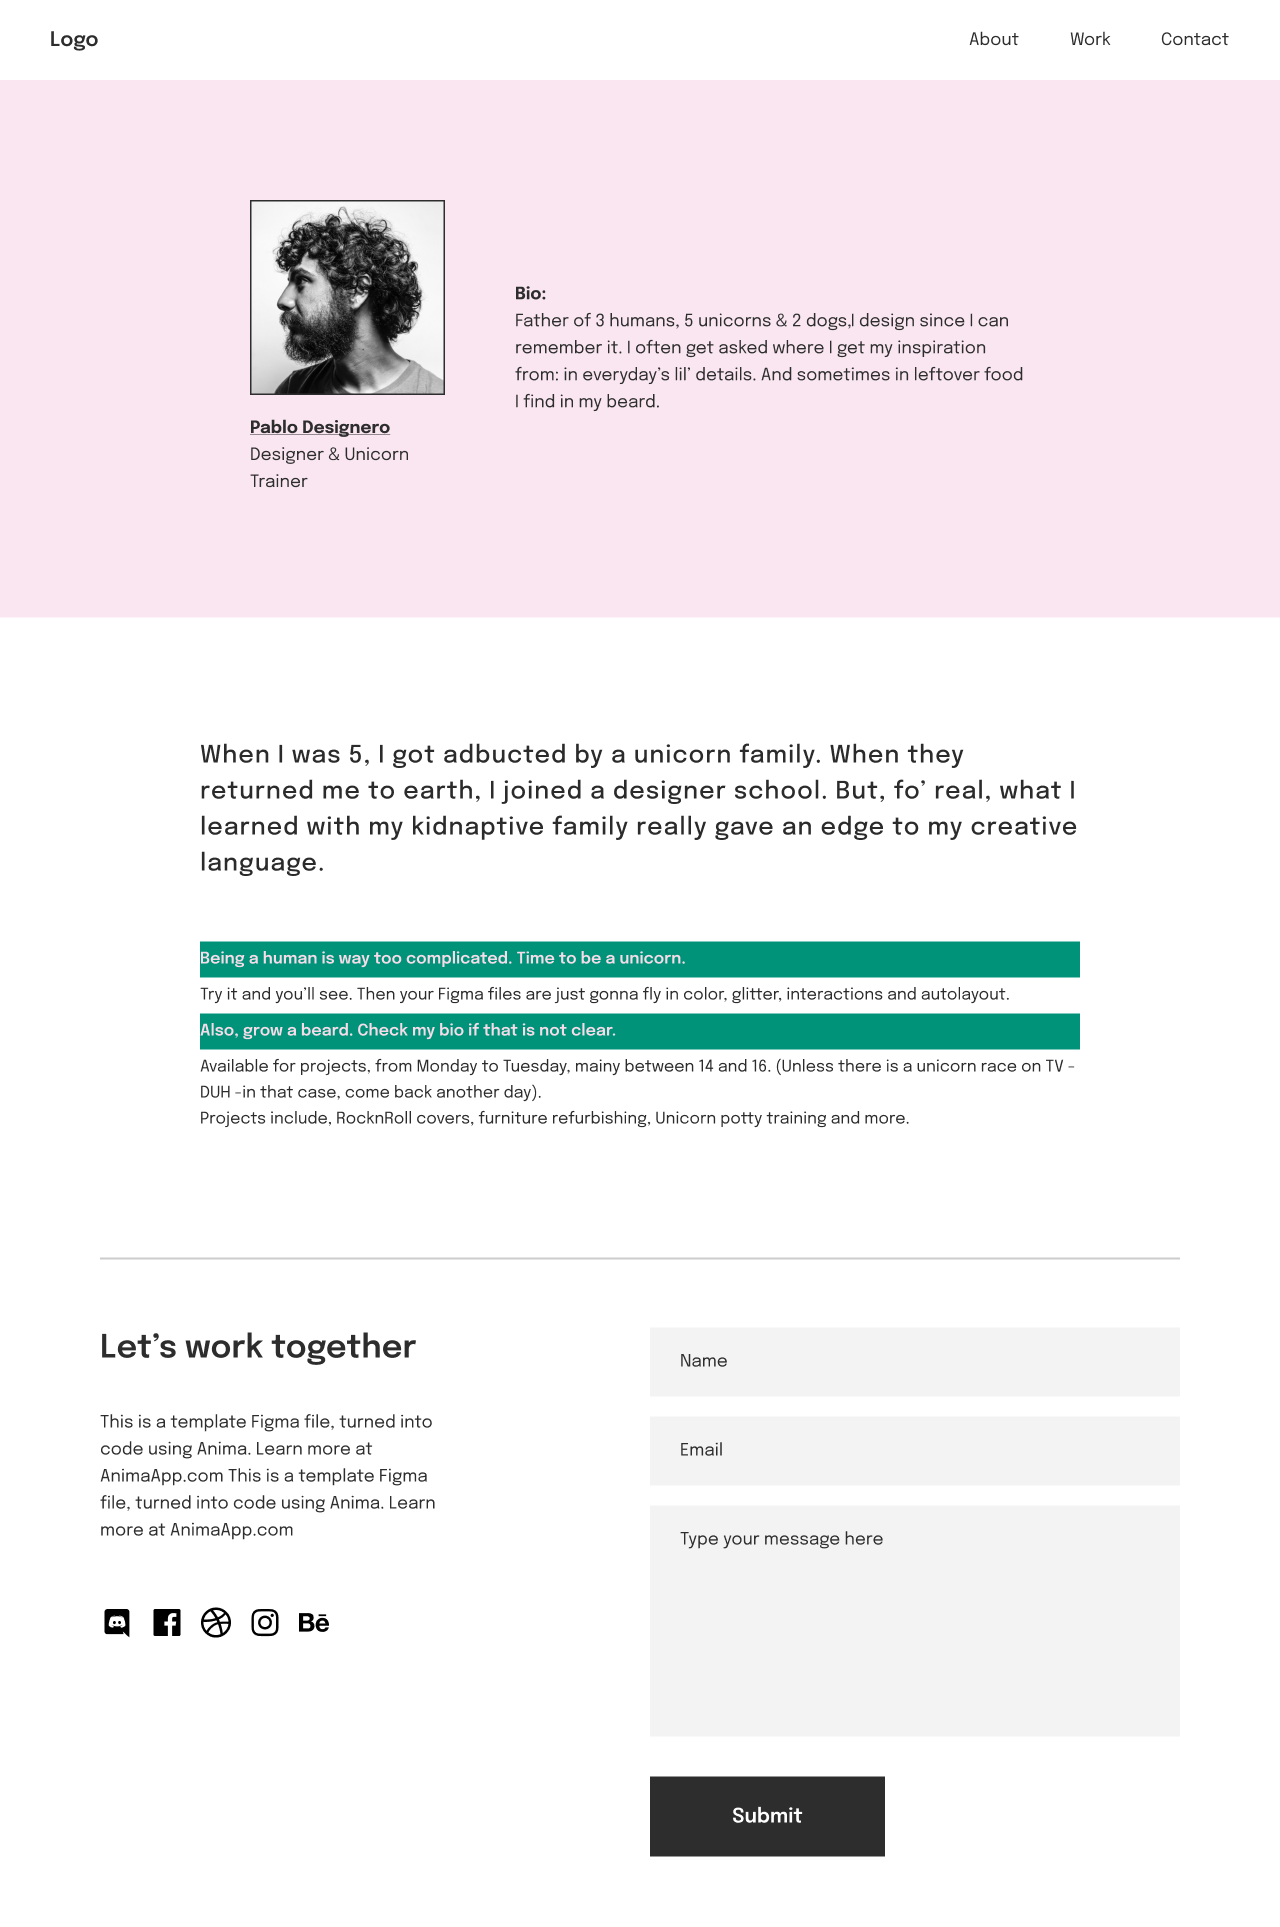 Logo
About Work Contact
Bio:
Father of 3 humans, 5 unicorns & 2 dogs,I design since I can
remember it. I often get asked where I get my inspiration
from: in everyday’s lil’ details. And sometimes in leftover food
I find in my beard.
Pablo Designero
Designer & Unicorn
Trainer
When I was 5, I got adbucted by a unicorn family. When they
returned me to earth, I joined a designer school. But, fo’ real, what I
learned with my kidnaptive family really gave an edge to my creative
language.
Being a human is way too complicated. Time to be a unicorn.
Try it and you’ll see. Then your Figma files are just gonna fly in color, glitter, interactions and autolayout.
Also, grow a beard. Check my bio if that is not clear.
Available for projects, from Monday to Tuesday, mainy between 14 and 16. (Unless there is a unicorn race on TV -
DUH -in that case, come back another day).
Projects include, RocknRoll covers, furniture refurbishing, Unicorn potty training and more.
Let’s work together
This is a template Figma file, turned into
code using Anima. Learn more at
AnimaApp.com This is a template Figma
file, turned into code using Anima. Learn
more at AnimaApp.com
Bē
Name
Email
Type your message here
Submit